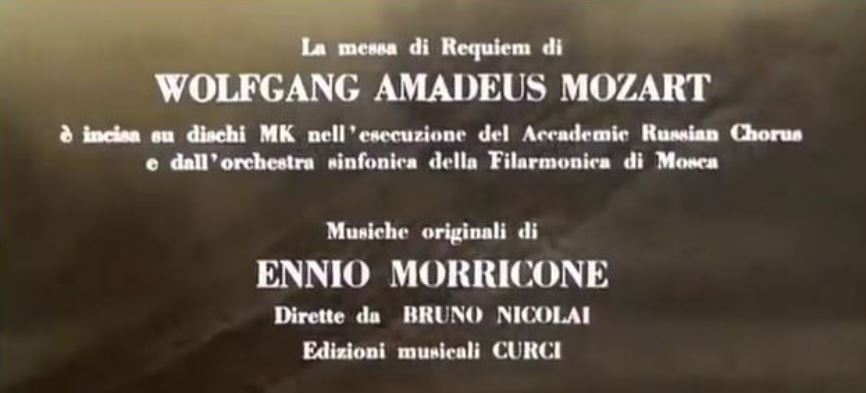 La messa di Requiem di
WOLFGANG AMADEUS MOZART
è incisa su dischi MK nell'esecuzione del Accademic Russian Chorus
e dall'orchestra sinfonica della Filarmonica di Mosca
Musiche originali di
ENNIO MORRICONE
Dirette da BRUNO NICOLAI
Edizioni musicali CURCI